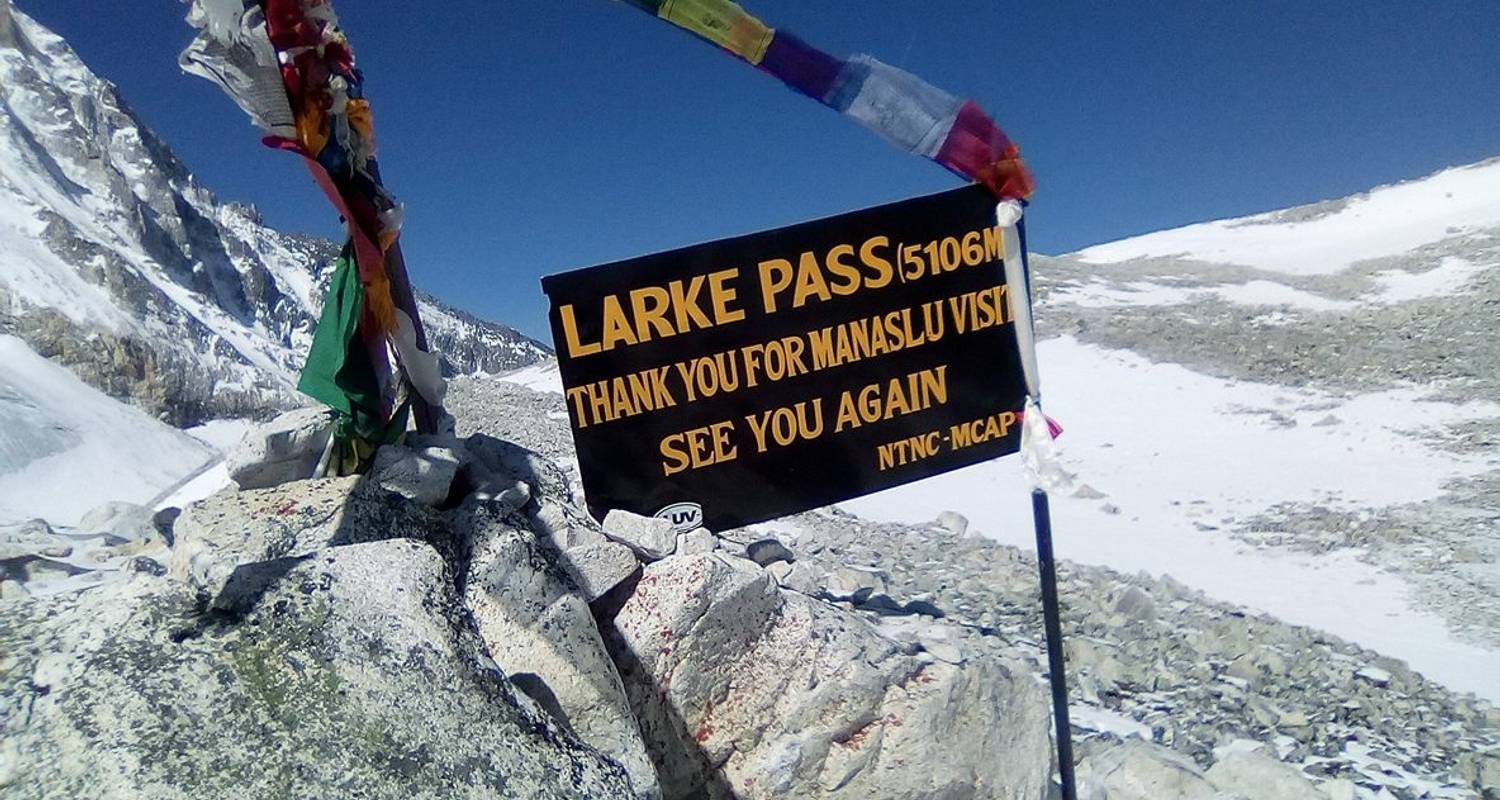 LARKE PASS (5106M
THANK YOU FOR MANASLU VISIT
SEE YOU AGAIN
NTNC-MCAP
UV